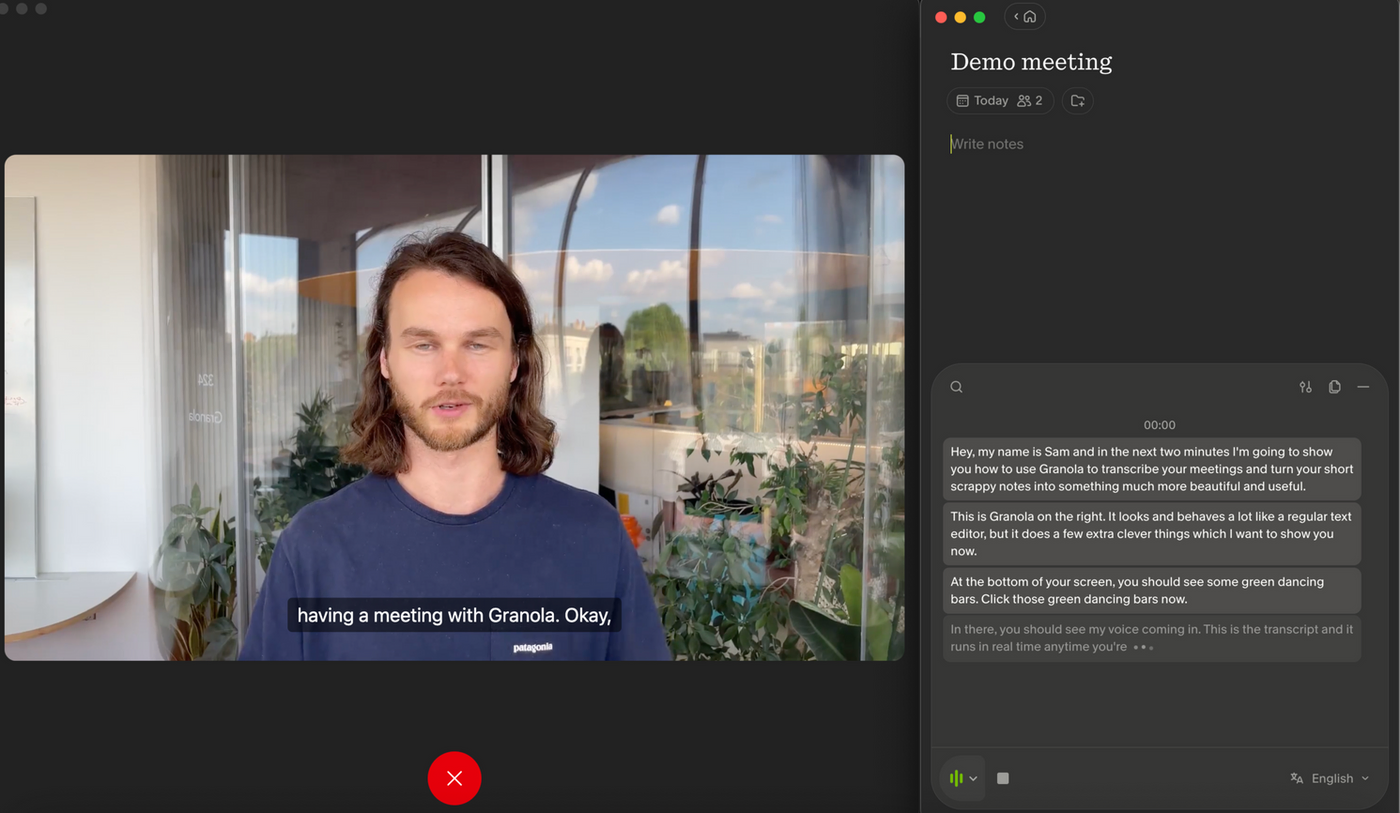 324
Granola
having a meeting with Granola. Okay,
patagonia
Demo meeting
Today 2
Write notes
00:00
Hey, my name is Sam and in the next two minutes I'm going to show
you how to use Granola to transcribe your meetings and turn your short
scrappy notes into something much more beautiful and useful.
This is Granola on the right. It looks and behaves a lot like a regular text
editor, but it does a few extra clever things which I want to show you
now.
At the bottom of your screen, you should see some green dancing
bars. Click those green dancing bars now.
In there, you should see my voice coming in. This is the transcript and it
runs in real time anytime you're
English